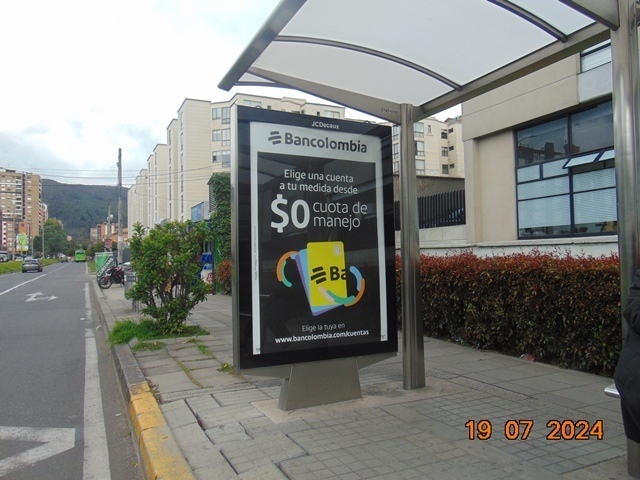 JCDecaux
Bancolombia
Elige una cuenta
a tu medida desde
$0 cuota de
manejo
Ba
Elige la tuya en
www.bancolombia.com/cuentas
19 07 2024